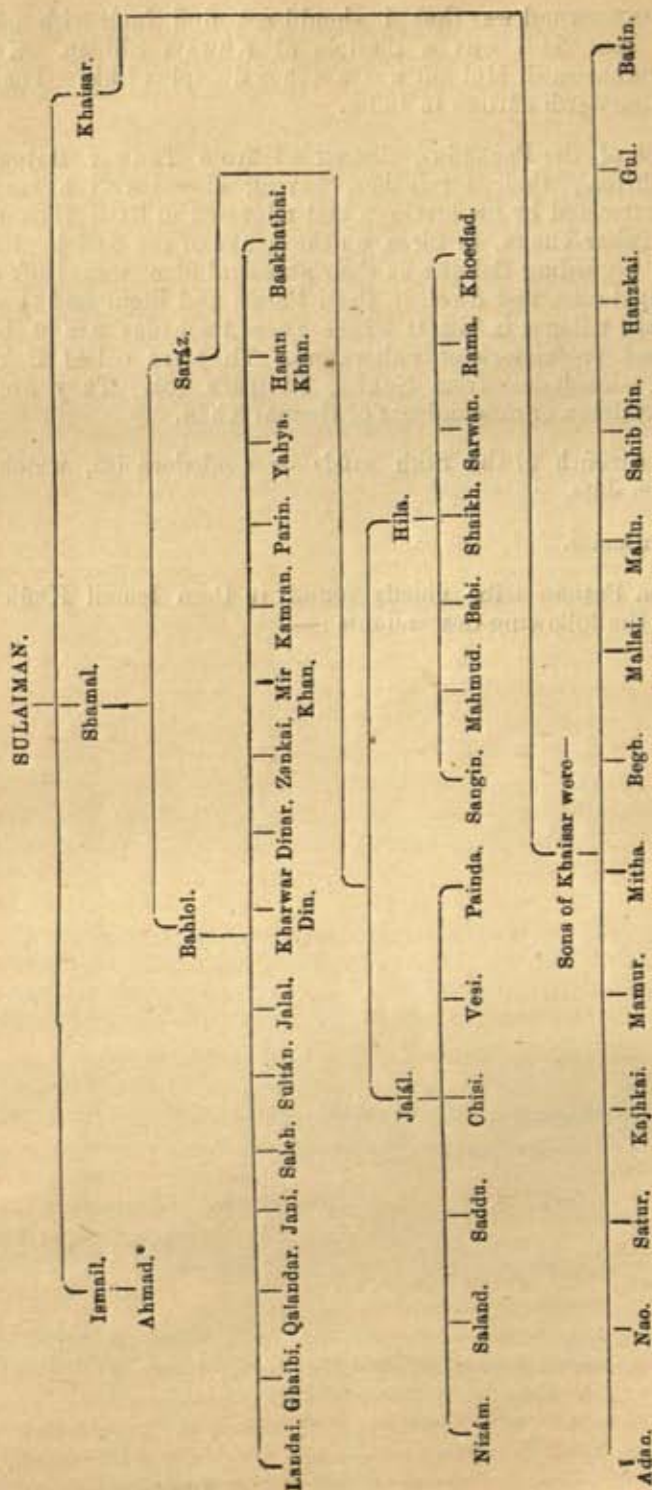 SULAIMAN.
Ismail. Shamal. Khaisar.
Ahmad.*
Bahlol. Saráz.
Landai. Ghaibi. Qalandar. Jani. Saleh. Sultán. Jalal. Kharwar Dinar. Zankai. Mir Kamran. Parin. Yahya. Hasan Baskhathai.
Din. Khan. Khan.
Jalál. Hila.
Nizám. Saland. Saddu. Chisi. Vesi. Painda. Sangin. Mahmud. Babi. Shaikh. Sarwan. Rama. Khoedad.
Sons of Khaisar were—
Adao. Nao. Satur. Kajhkai. Mamur. Mitha. Begh. Mallai. Mallu. Sahib Din. Hanzkai. Gul. Batin.